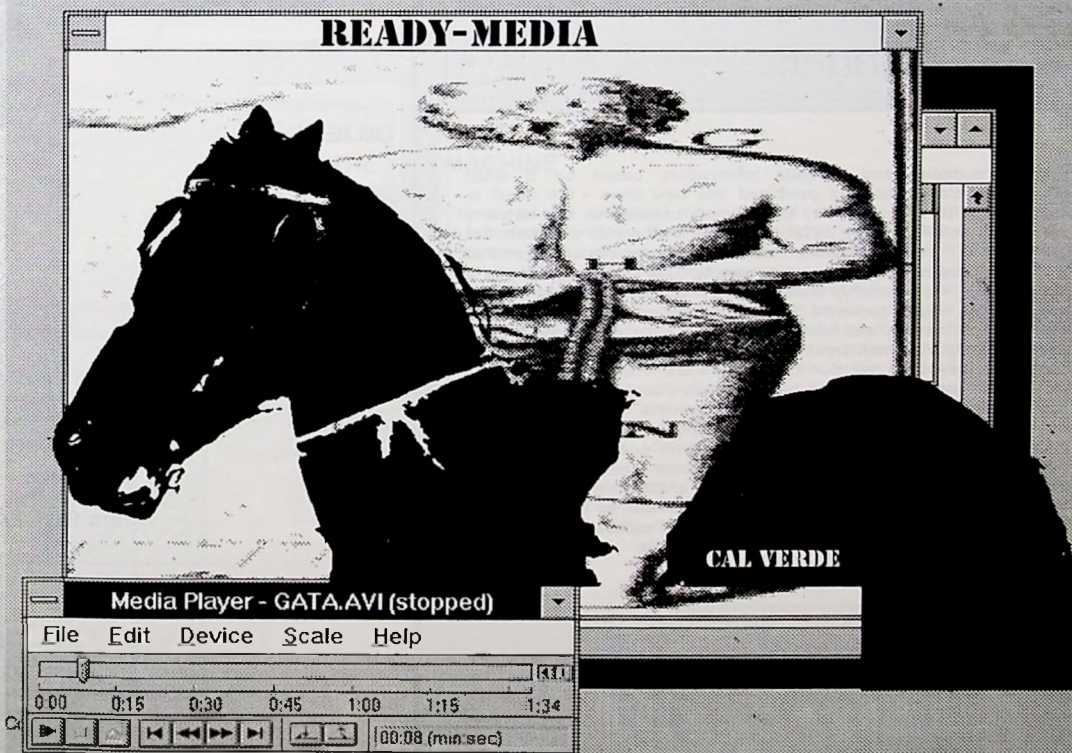 READY-MEDIA
CAL VERDE
Media Player - GATA.AVI (stopped)
File Edit Device Scale Help
0:00 0:15 0:30 0:45 1:00 1:15 1:34
00:08 (min:sec)